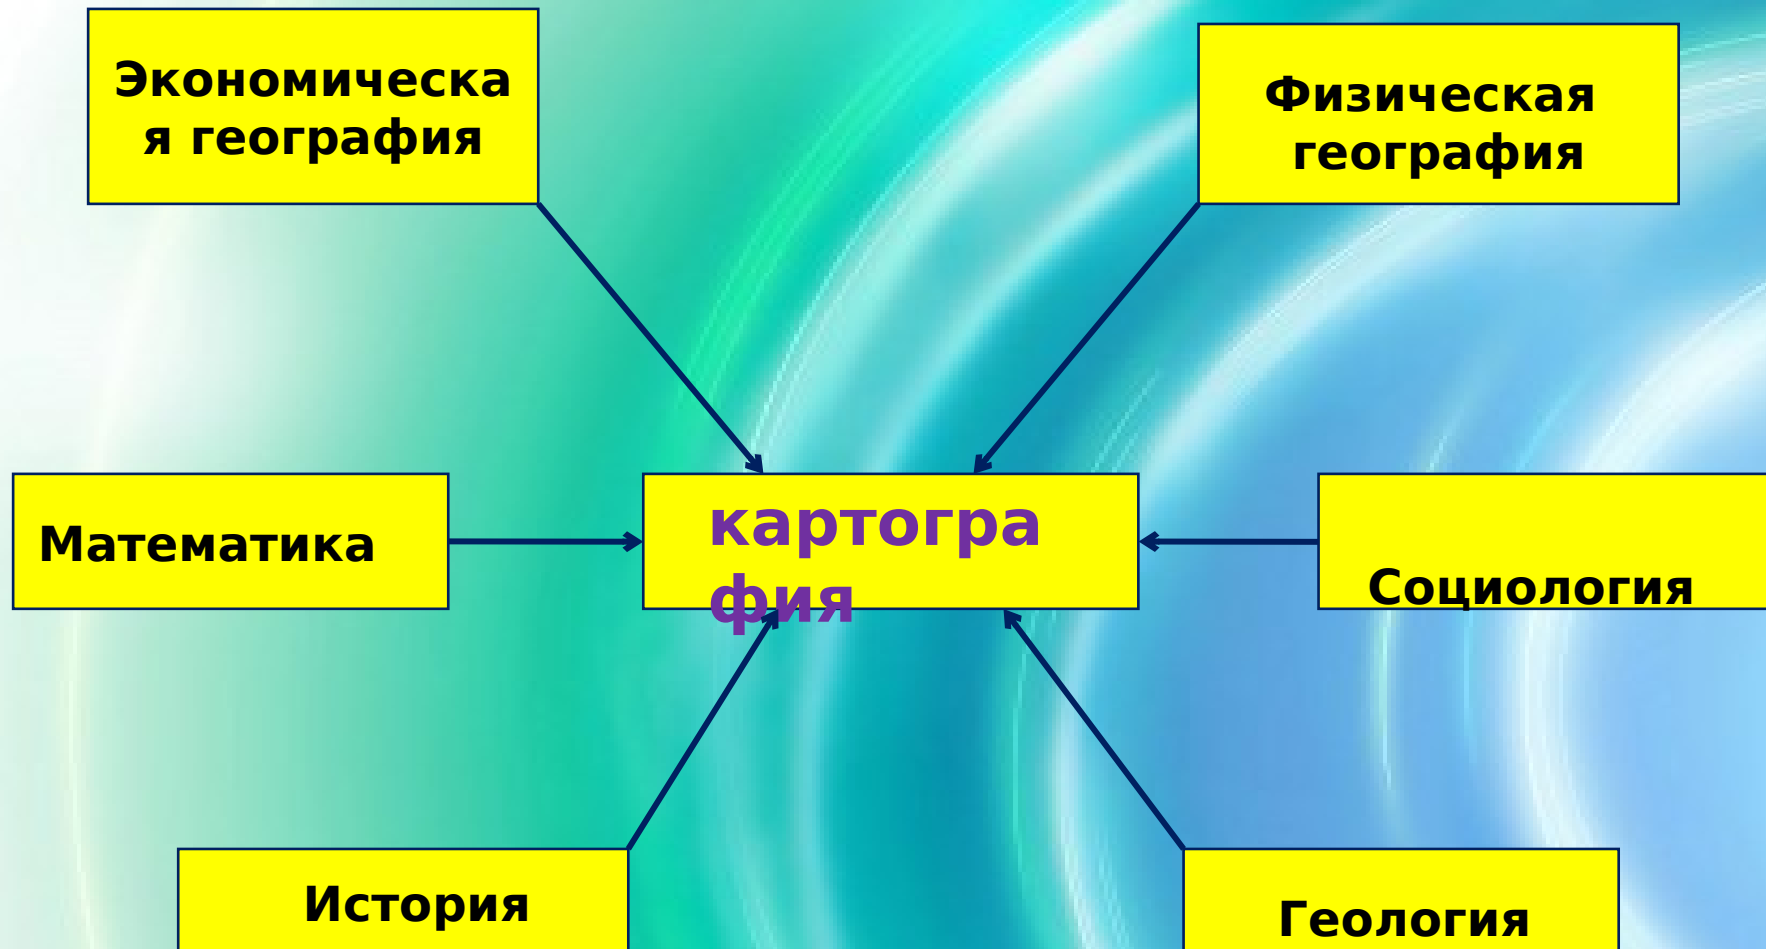 Экономическа
я география
Физическая
география
Математика
картогра
фия
Социология
История
Геология